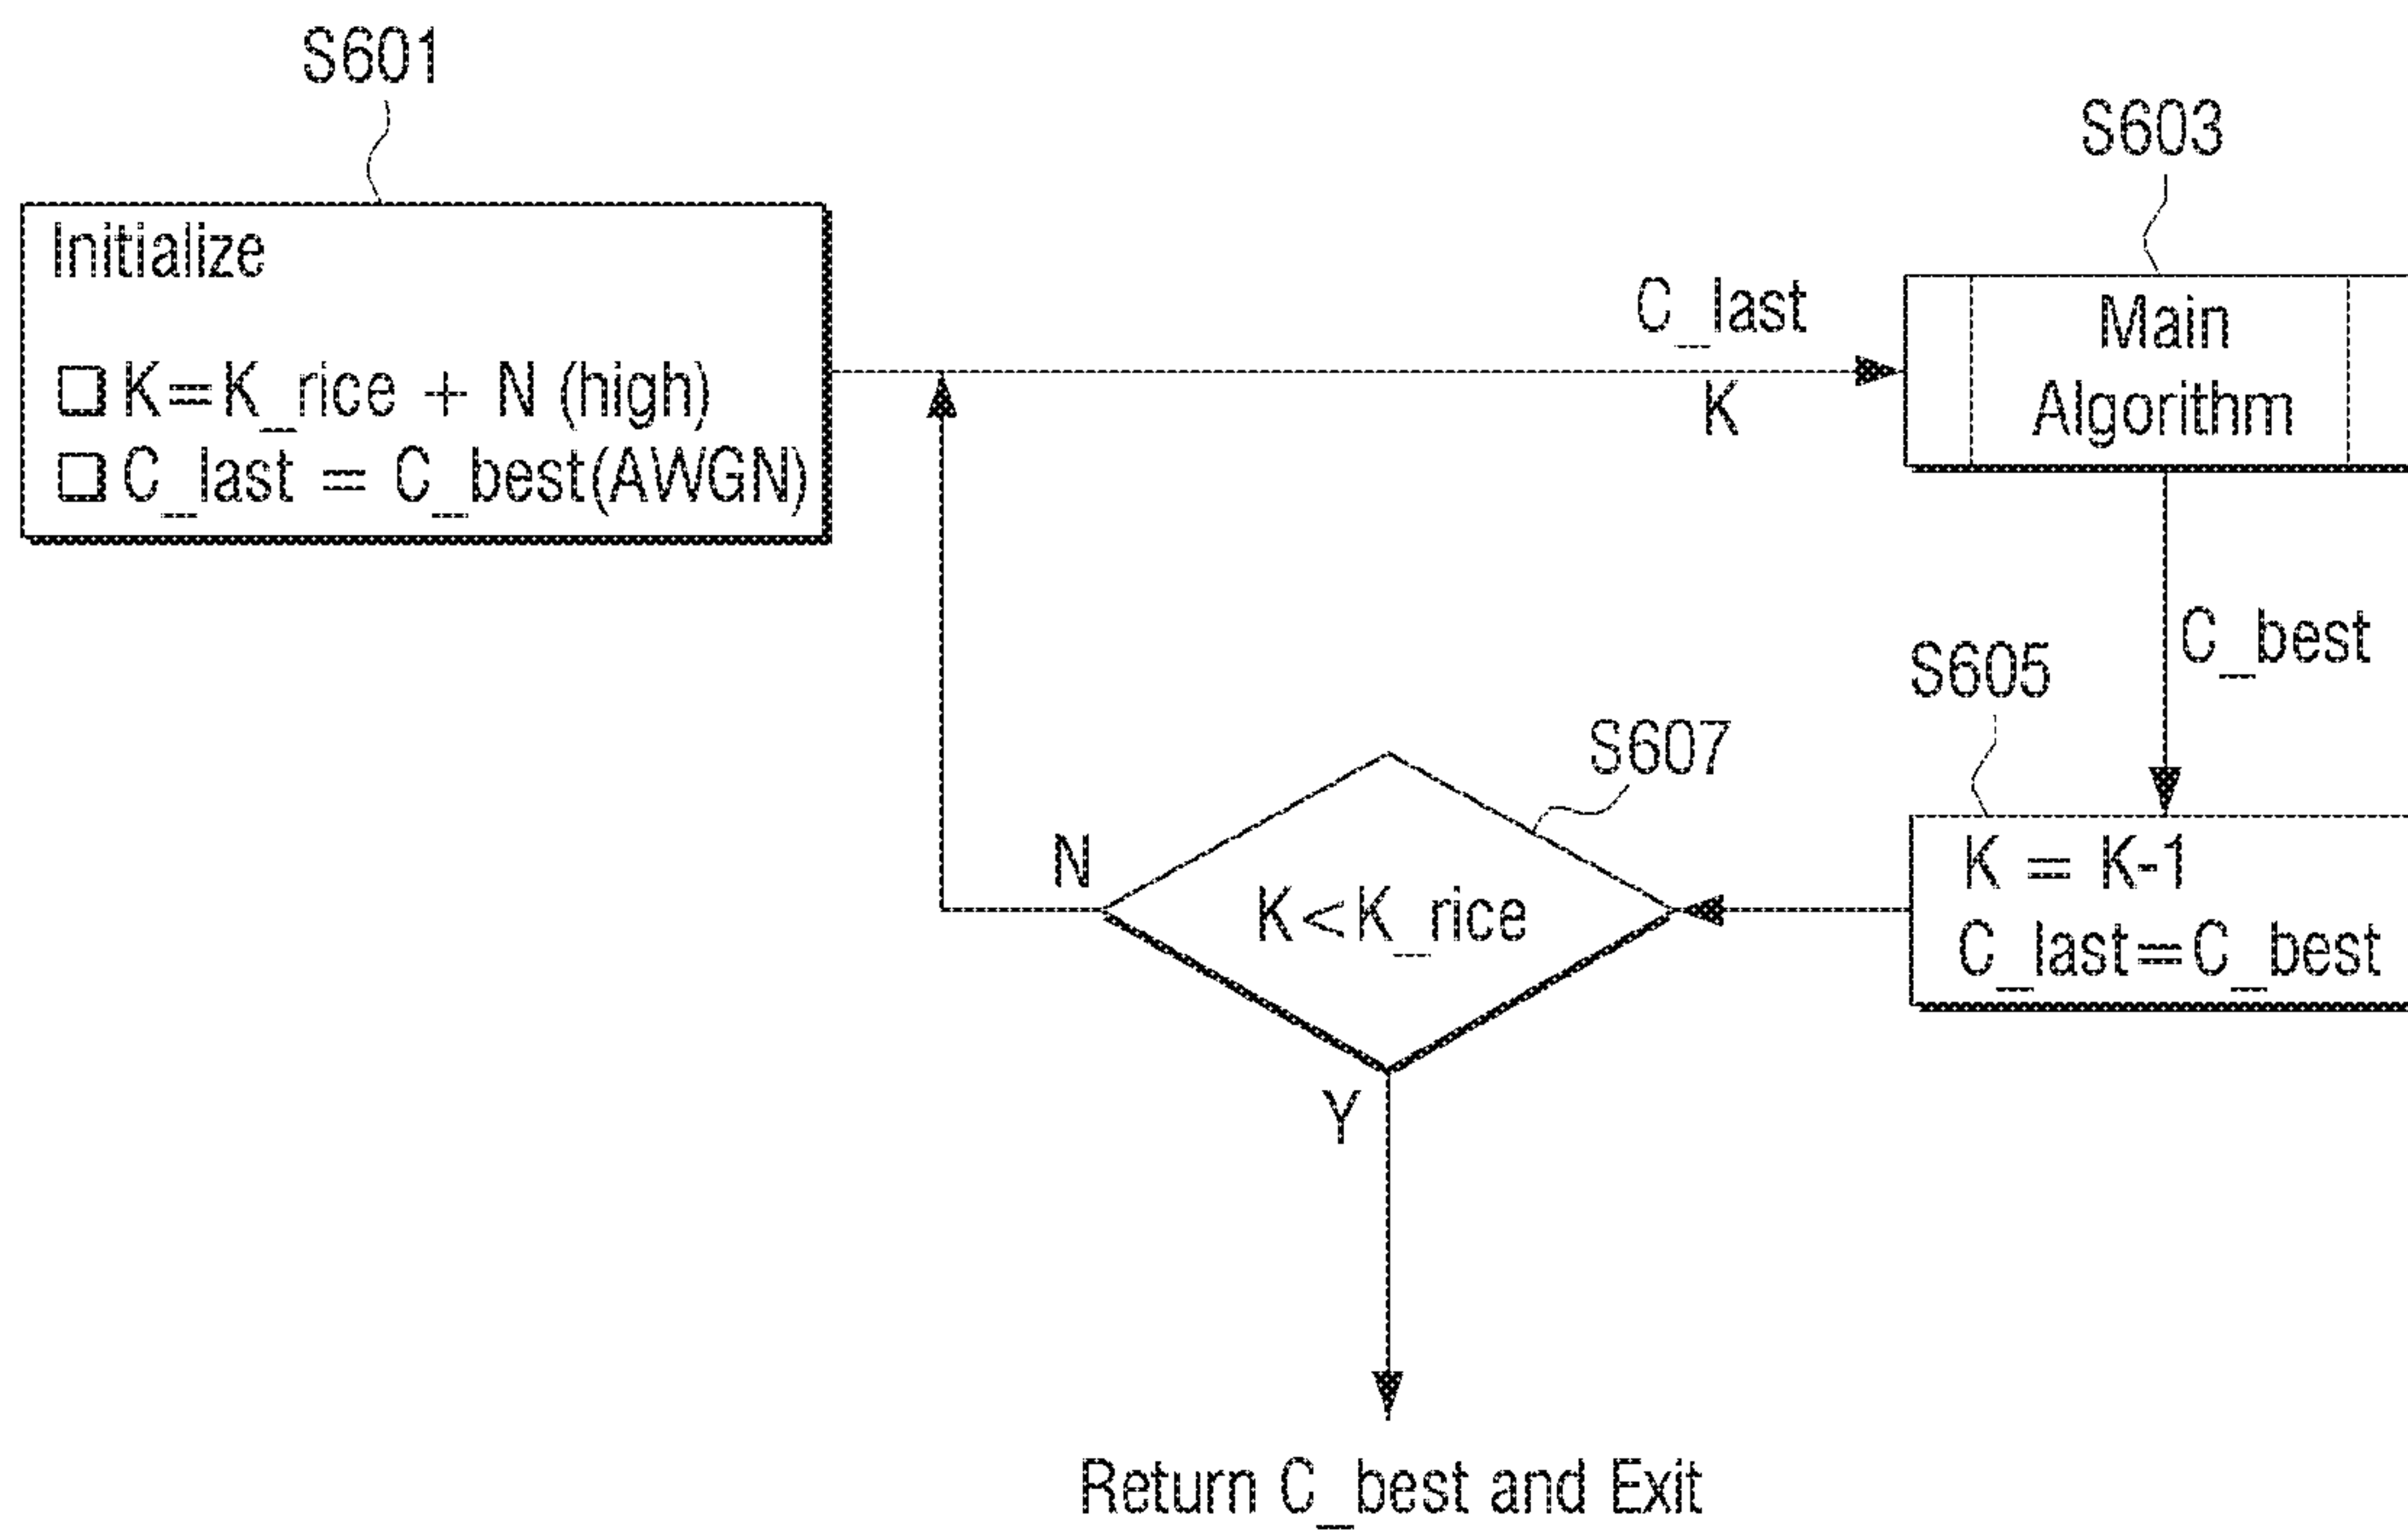 S601
Initialize
K=K_rice + N (high)
C_last = C_best(AWGN)
C_last
K
S603
Main
Algorithm
C_best
S605
K = K-1
C_last=C_best
S607
K<K_rice
N
Y
Return C_best and Exit